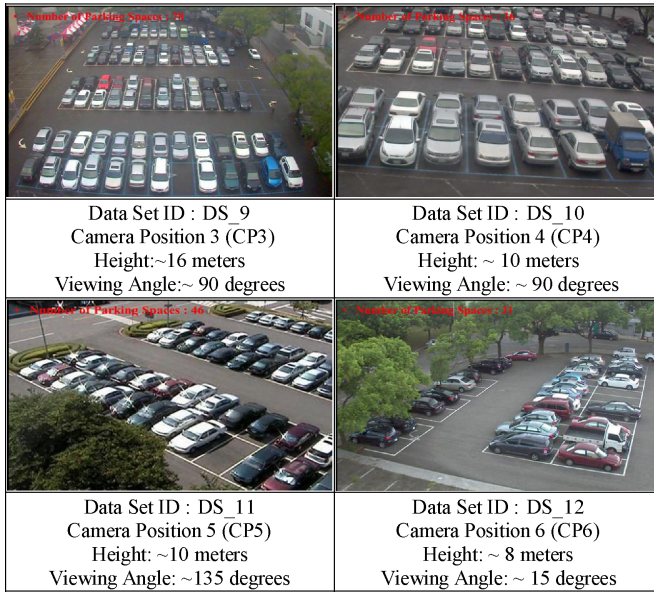 • Number of Parking Spaces : 78
• Number of Parking Spaces : 56
Data Set ID : DS_9
Camera Position 3 (CP3)
Height:~16 meters
Viewing Angle:~ 90 degrees
Data Set ID : DS_10
Camera Position 4 (CP4)
Height: ~ 10 meters
Viewing Angle: ~ 90 degrees
• Number of Parking Spaces : 46
• Number of Parking Spaces : 31
Data Set ID : DS_11
Camera Position 5 (CP5)
Height: ~10 meters
Viewing Angle: ~135 degrees
Data Set ID : DS_12
Camera Position 6 (CP6)
Height: ~ 8 meters
Viewing Angle: ~ 15 degrees